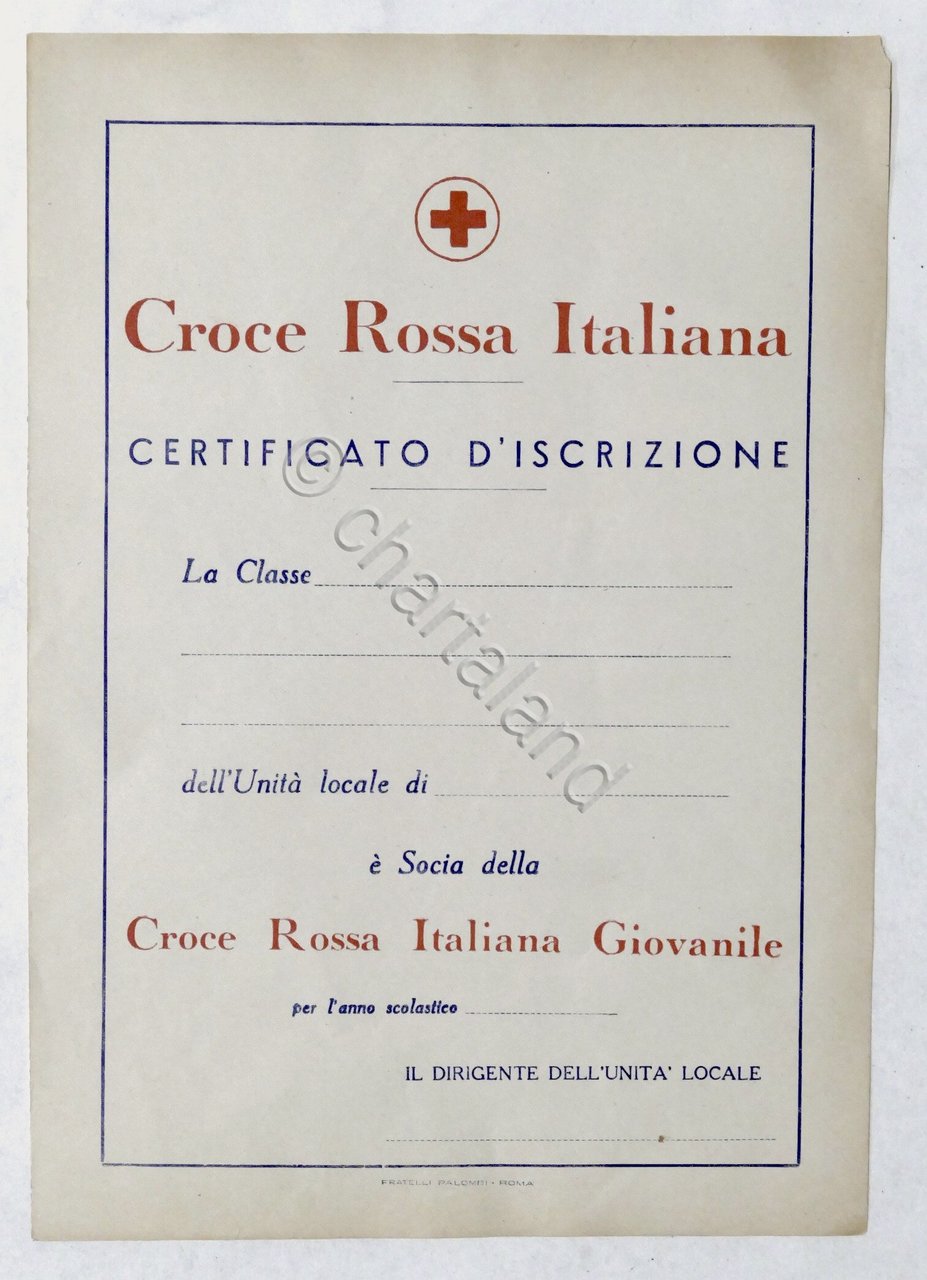 Croce Rossa Italiana
CERTIFICATO D'ISCRIZIONE
La Classe
dell'Unità locale di
è Socia della
Croce Rossa Italiana Giovanile
per l'anno scolastico
IL DIRIGENTE DELL'UNITA' LOCALE
FRATELLI PALOMBI - ROMA
© chartaland